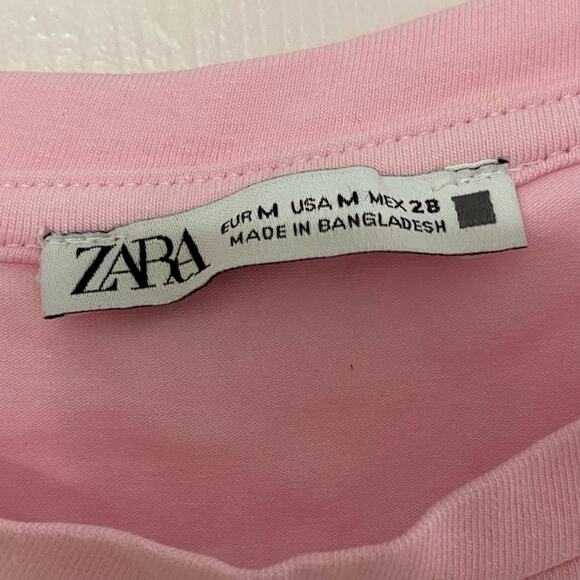 ZARA
EUR M USA M MEX 28
MADE IN BANGLADESH